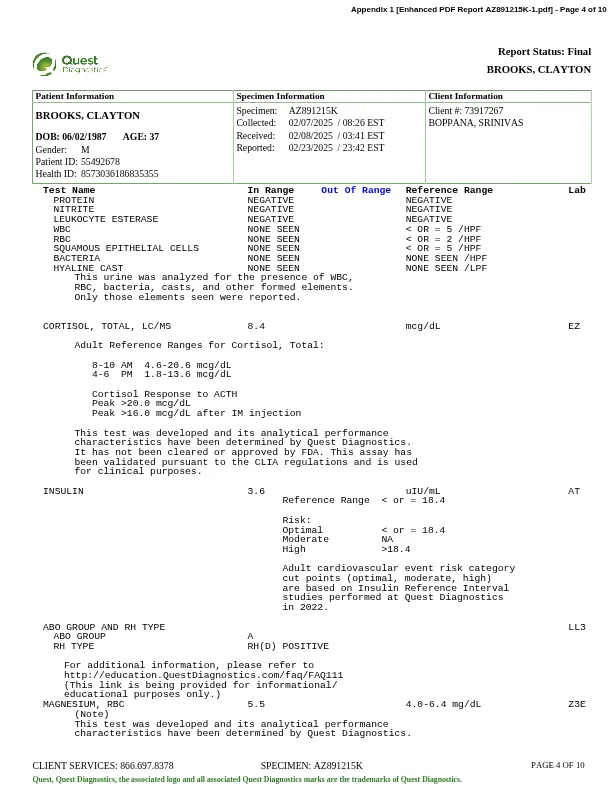 Appendix 1 [Enhanced PDF Report AZ891215K-1.pdf] - Page 4 of 10
Report Status: Final
Quest
Diagnostics
BROOKS, CLAYTON
Patient Information Specimen Information Client Information
BROOKS, CLAYTON
DOB: 06/02/1987 AGE: 37
Gender: M
Patient ID: 55492678
Health ID: 8573036186835355
Specimen: AZ891215K
Collected: 02/07/2025 / 08:26 EST
Received: 02/08/2025 / 03:41 EST
Reported: 02/23/2025 / 23:42 EST
Client #: 73917267
BOPPANA, SRINIVAS
Test Name In Range Out Of Range Reference Range Lab
PROTEIN NEGATIVE NEGATIVE
NITRITE NEGATIVE NEGATIVE
LEUKOCYTE ESTERASE NEGATIVE NEGATIVE
WBC NONE SEEN < OR = 5 /HPF
RBC NONE SEEN < OR = 2 /HPF
SQUAMOUS EPITHELIAL CELLS NONE SEEN < OR = 5 /HPF
BACTERIA NONE SEEN NONE SEEN /HPF
HYALINE CAST NONE SEEN NONE SEEN /LPF
This urine was analyzed for the presence of WBC,
RBC, bacteria, casts, and other formed elements.
Only those elements seen were reported.
CORTISOL, TOTAL, LC/MS 8.4 mcg/dL EZ
Adult Reference Ranges for Cortisol, Total:
8-10 AM 4.6-20.6 mcg/dL
4-6 PM 1.8-13.6 mcg/dL
Cortisol Response to ACTH
Peak >20.0 mcg/dL
Peak >16.0 mcg/dL after IM injection
This test was developed and its analytical performance
characteristics have been determined by Quest Diagnostics.
It has not been cleared or approved by FDA. This assay has
been validated pursuant to the CLIA regulations and is used
for clinical purposes.
INSULIN 3.6 uIU/mL AT
Reference Range < or = 18.4
Risk:
Optimal < or = 18.4
Moderate NA
High >18.4
Adult cardiovascular event risk category
cut points (optimal, moderate, high)
are based on Insulin Reference Interval
studies performed at Quest Diagnostics
in 2022.
ABO GROUP AND RH TYPE LL3
ABO GROUP A
RH TYPE RH(D) POSITIVE
For additional information, please refer to
http://education.QuestDiagnostics.com/faq/FAQ111
(This link is being provided for informational/
educational purposes only.)
MAGNESIUM, RBC 5.5 4.0-6.4 mg/dL Z3E
(Note)
This test was developed and its analytical performance
characteristics have been determined by Quest Diagnostics.
CLIENT SERVICES: 866.697.8378 SPECIMEN: AZ891215K PAGE 4 OF 10
Quest, Quest Diagnostics, the associated logo and all associated Quest Diagnostics marks are the trademarks of Quest Diagnostics.